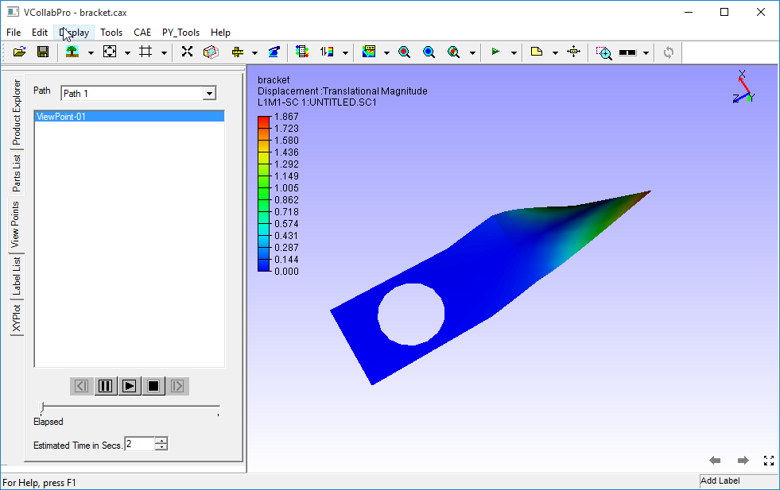 VCollabPro - bracket.cax
File Edit Display Tools CAE PY_Tools Help
Product Explorer
Parts List
View Points
Label List
XYPlot
Path Path 1
ViewPoint-01
Elapsed
Estimated Time in Secs. 2
bracket
Displacement :Translational Magnitude
L1M1-SC 1:UNTITLED.SC1
1.867
1.723
1.580
1.436
1.292
1.149
1.005
0.862
0.718
0.574
0.431
0.287
0.144
0.000
X
Z Y
For Help, press F1
Add Label